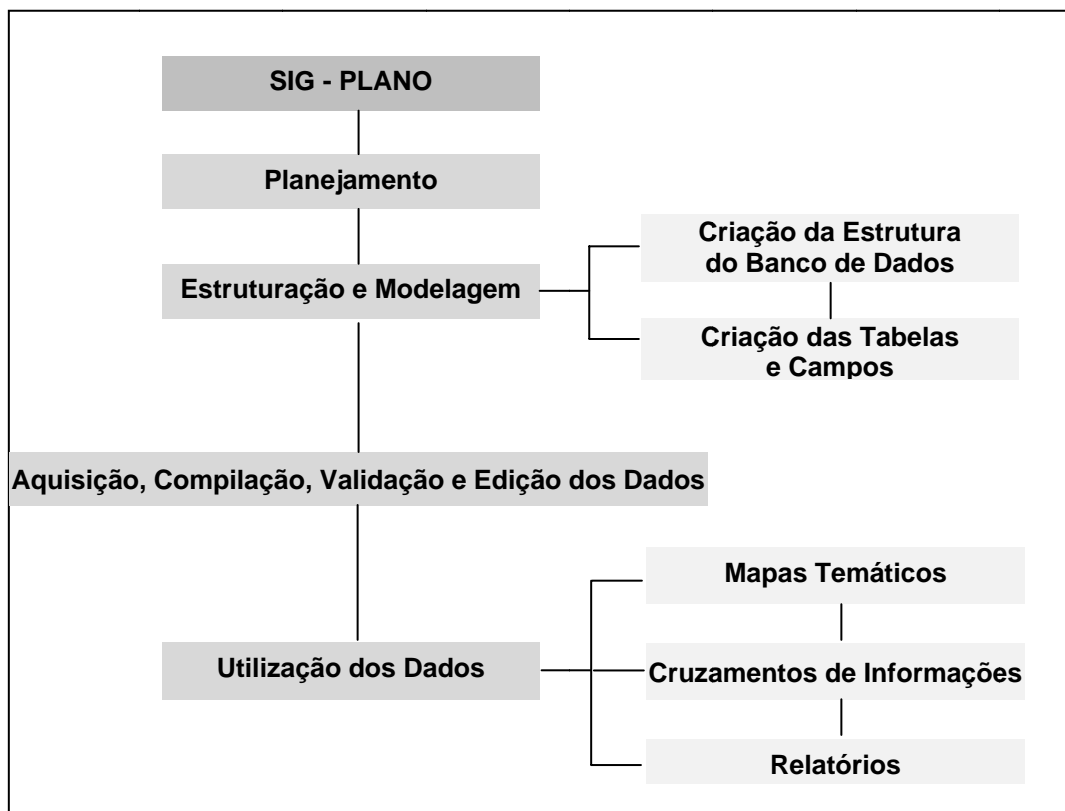 SIG - PLANO
Planejamento
Estruturação e Modelagem
Criação da Estrutura
do Banco de Dados
Criação das Tabelas
e Campos
Aquisição, Compilação, Validação e Edição dos Dados
Utilização dos Dados
Mapas Temáticos
Cruzamentos de Informações
Relatórios